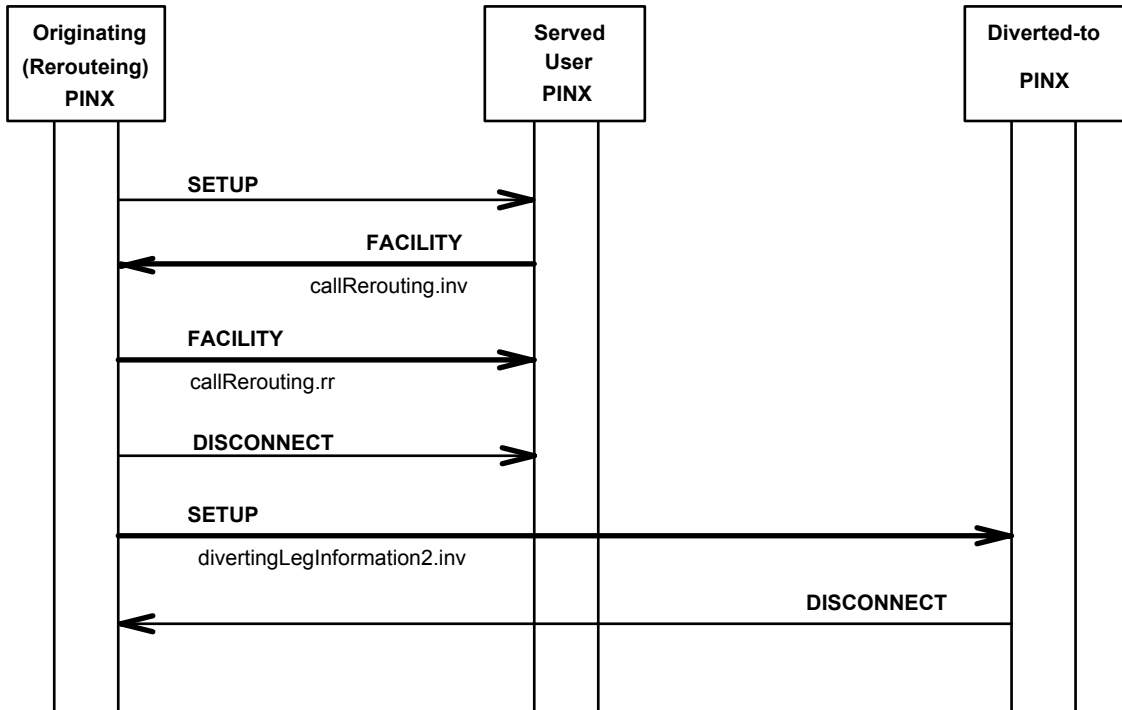 Originating
(Rerouteing)
PINX
Served
User
PINX
Diverted-to
PINX
SETUP
FACILITY
callRerouting.inv
FACILITY
callRerouting.rr
DISCONNECT
SETUP
divertingLegInformation2.inv
DISCONNECT